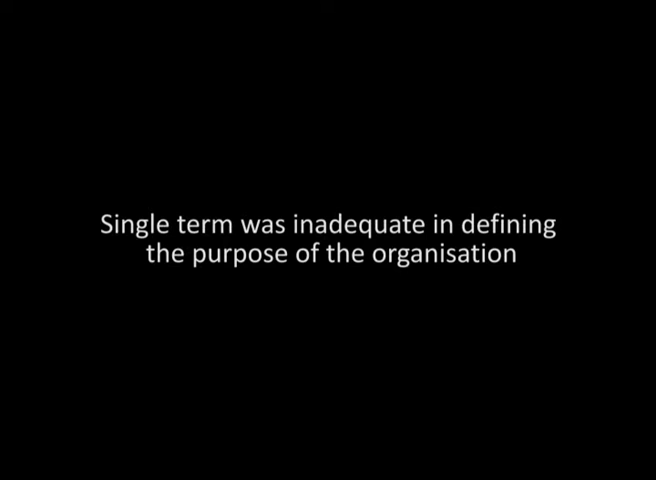 Single term was inadequate in defining
the purpose of the organisation